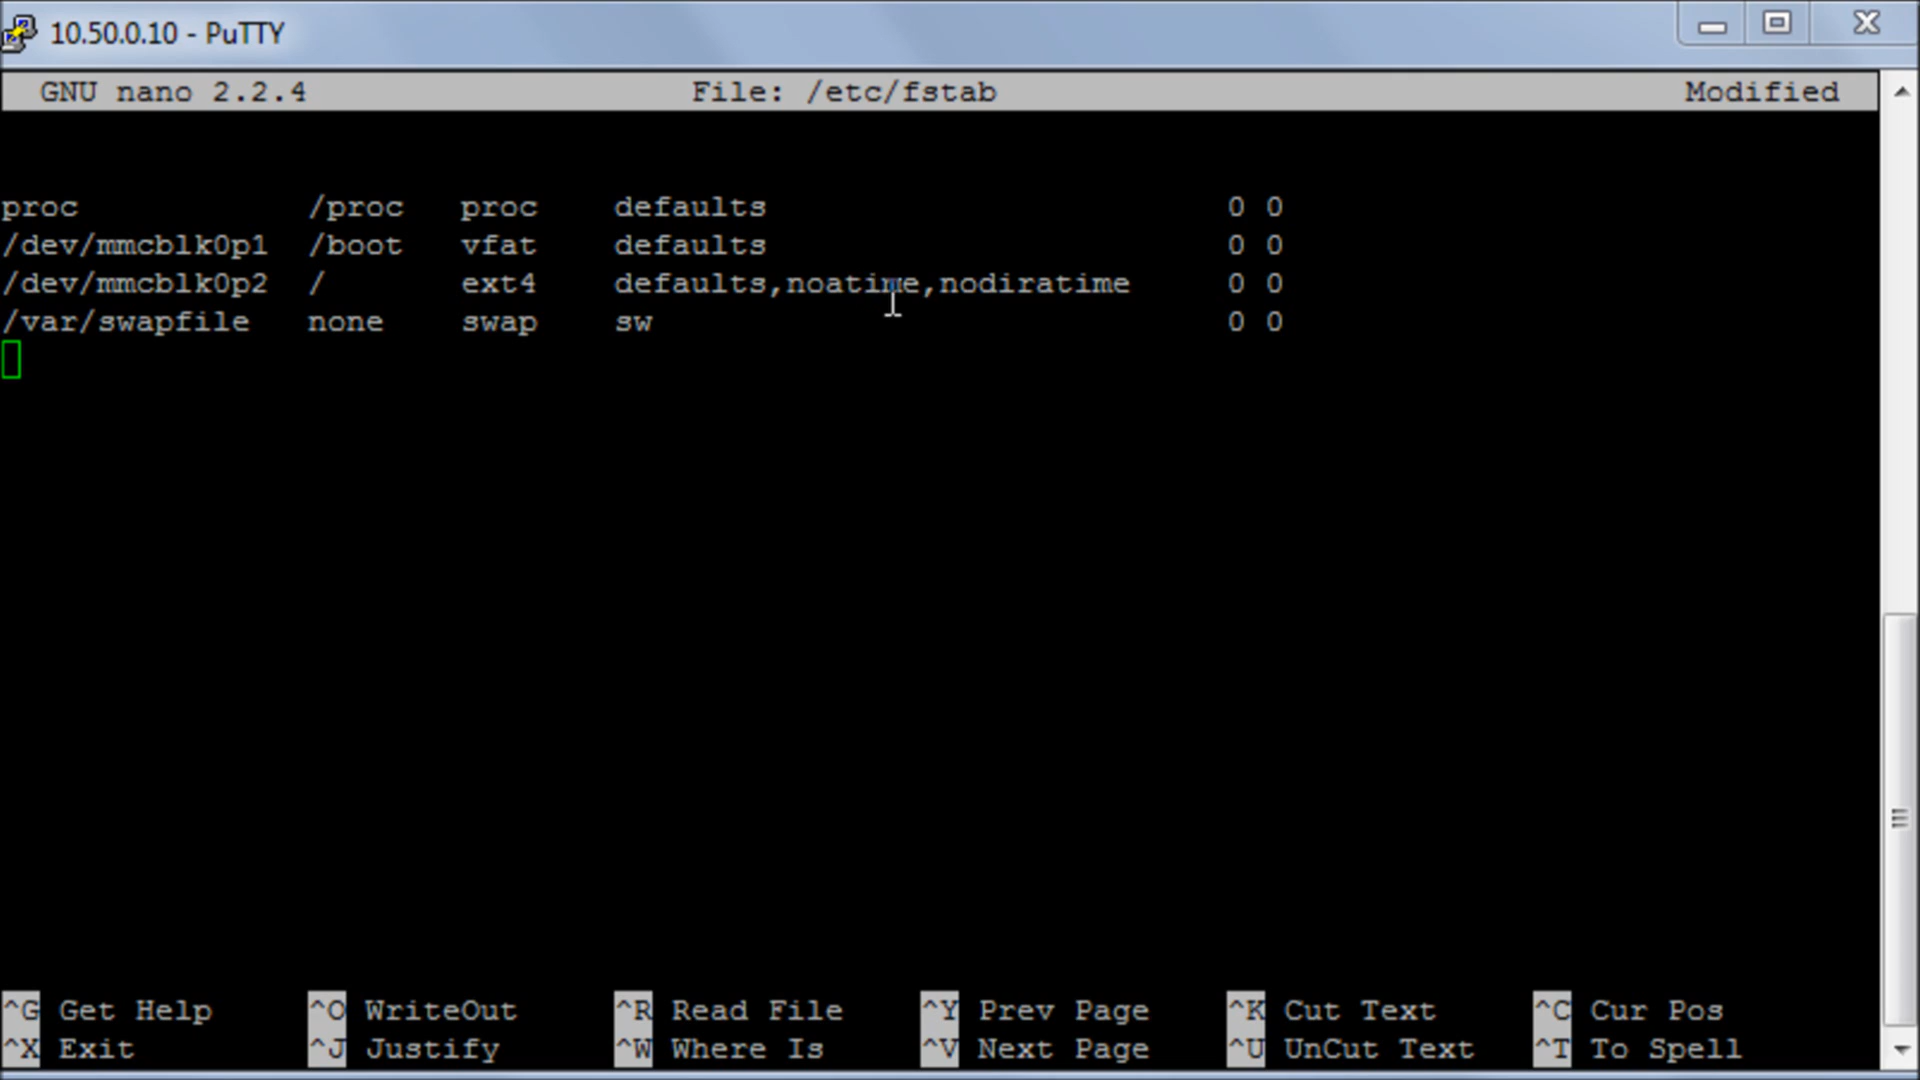 10.50.0.10 - PuTTY
GNU nano 2.2.4 File: /etc/fstab Modified
proc /proc proc defaults 0 0
/dev/mmcblk0p1 /boot vfat defaults 0 0
/dev/mmcblk0p2 / ext4 defaults,noatime,nodiratime 0 0
/var/swapfile none swap sw 0 0
^G Get Help ^O WriteOut ^R Read File ^Y Prev Page ^K Cut Text ^C Cur Pos
^X Exit ^J Justify ^W Where Is ^V Next Page ^U UnCut Text ^T To Spell